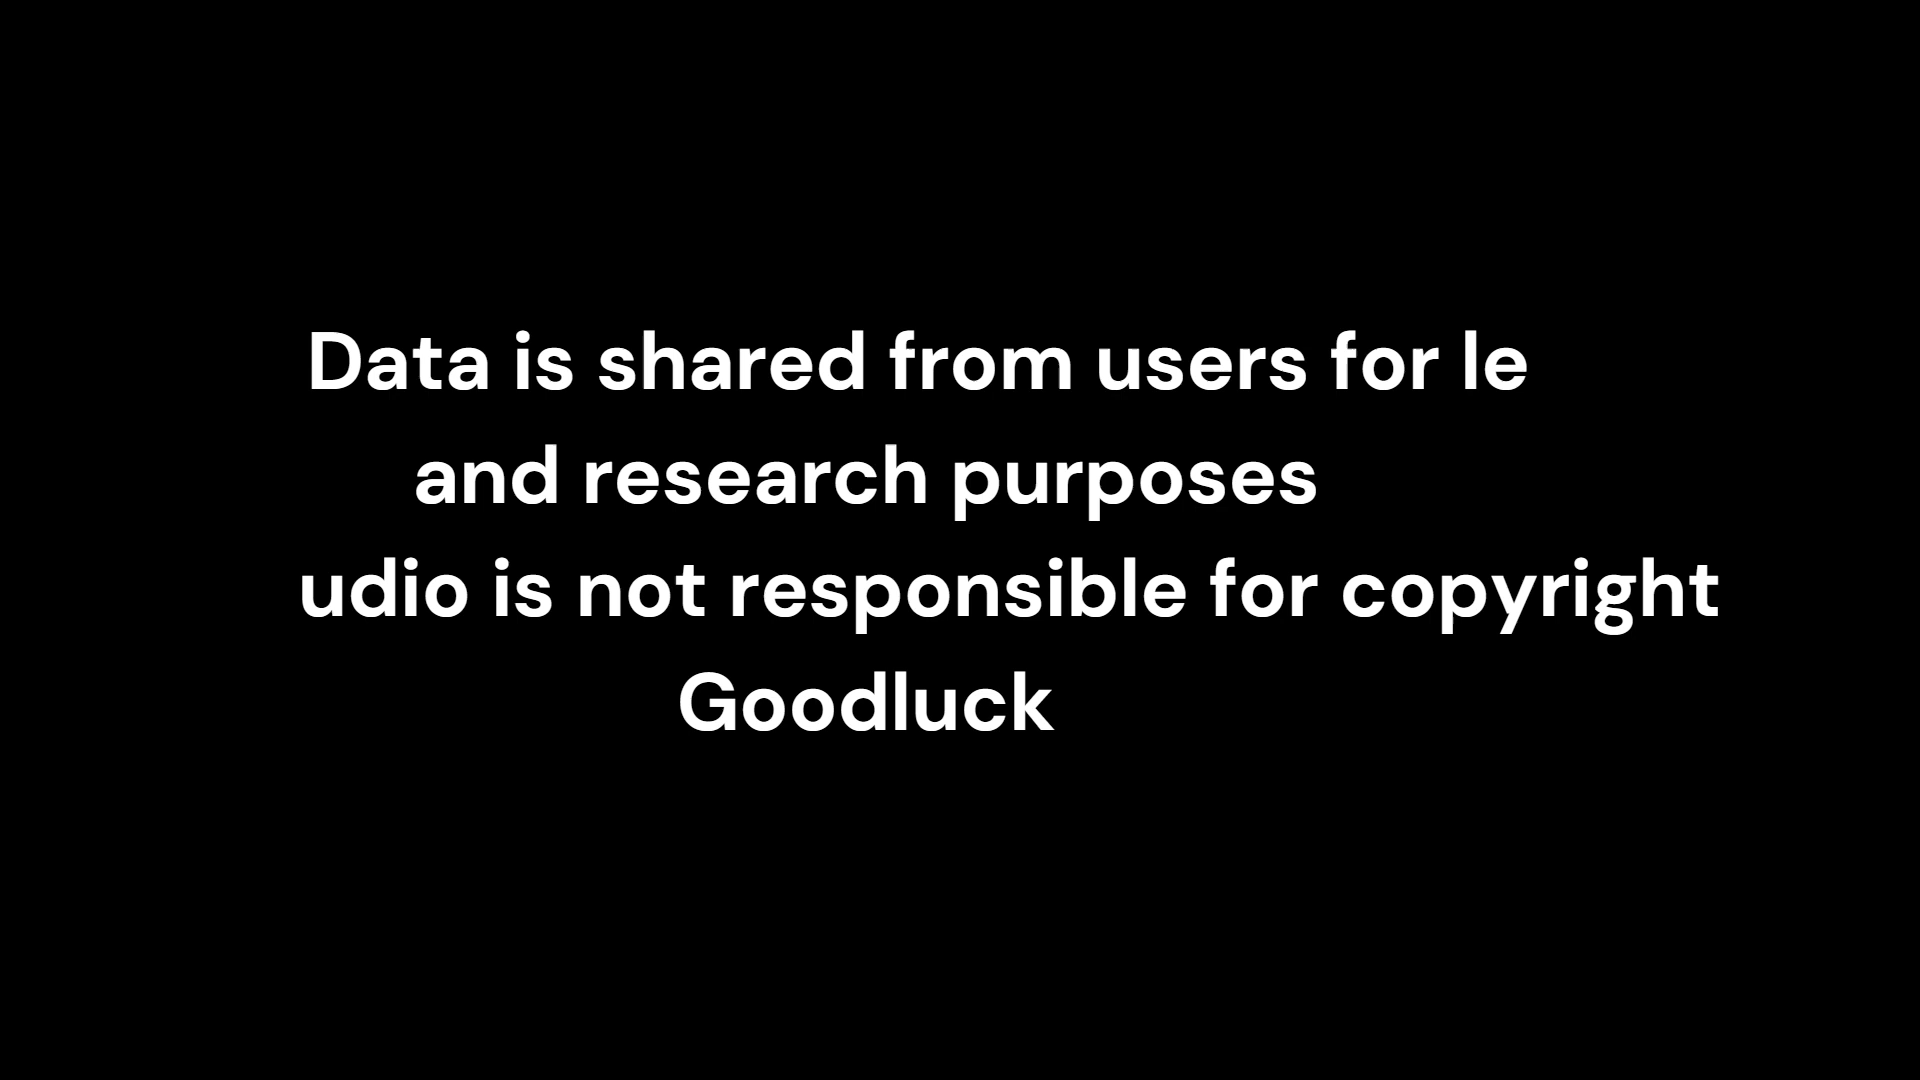 Data is shared from users for le
and research purposes
udio is not responsible for copyright
Goodluck